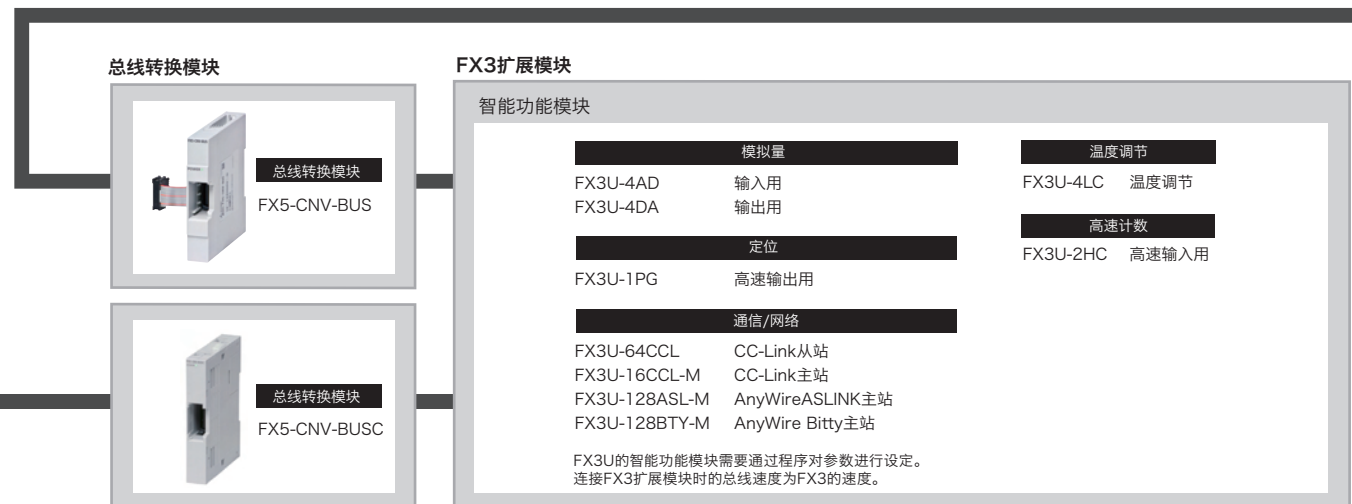 总线转换模块
总线转换模块
FX5-CNV-BUS
总线转换模块
FX5-CNV-BUSC
FX3扩展模块
智能功能模块
模拟量
FX3U-4AD 输入用
FX3U-4DA 输出用
定位
FX3U-1PG 高速输出用
通信/网络
FX3U-64CCL CC-Link从站
FX3U-16CCL-M CC-Link主站
FX3U-128ASL-M AnyWireASLINK主站
FX3U-128BTY-M AnyWire Bitty主站
FX3U的智能功能模块需要通过程序对参数进行设定。
连接FX3扩展模块时的总线速度为FX3的速度。
温度调节
FX3U-4LC 温度调节
高速计数
FX3U-2HC 高速输入用